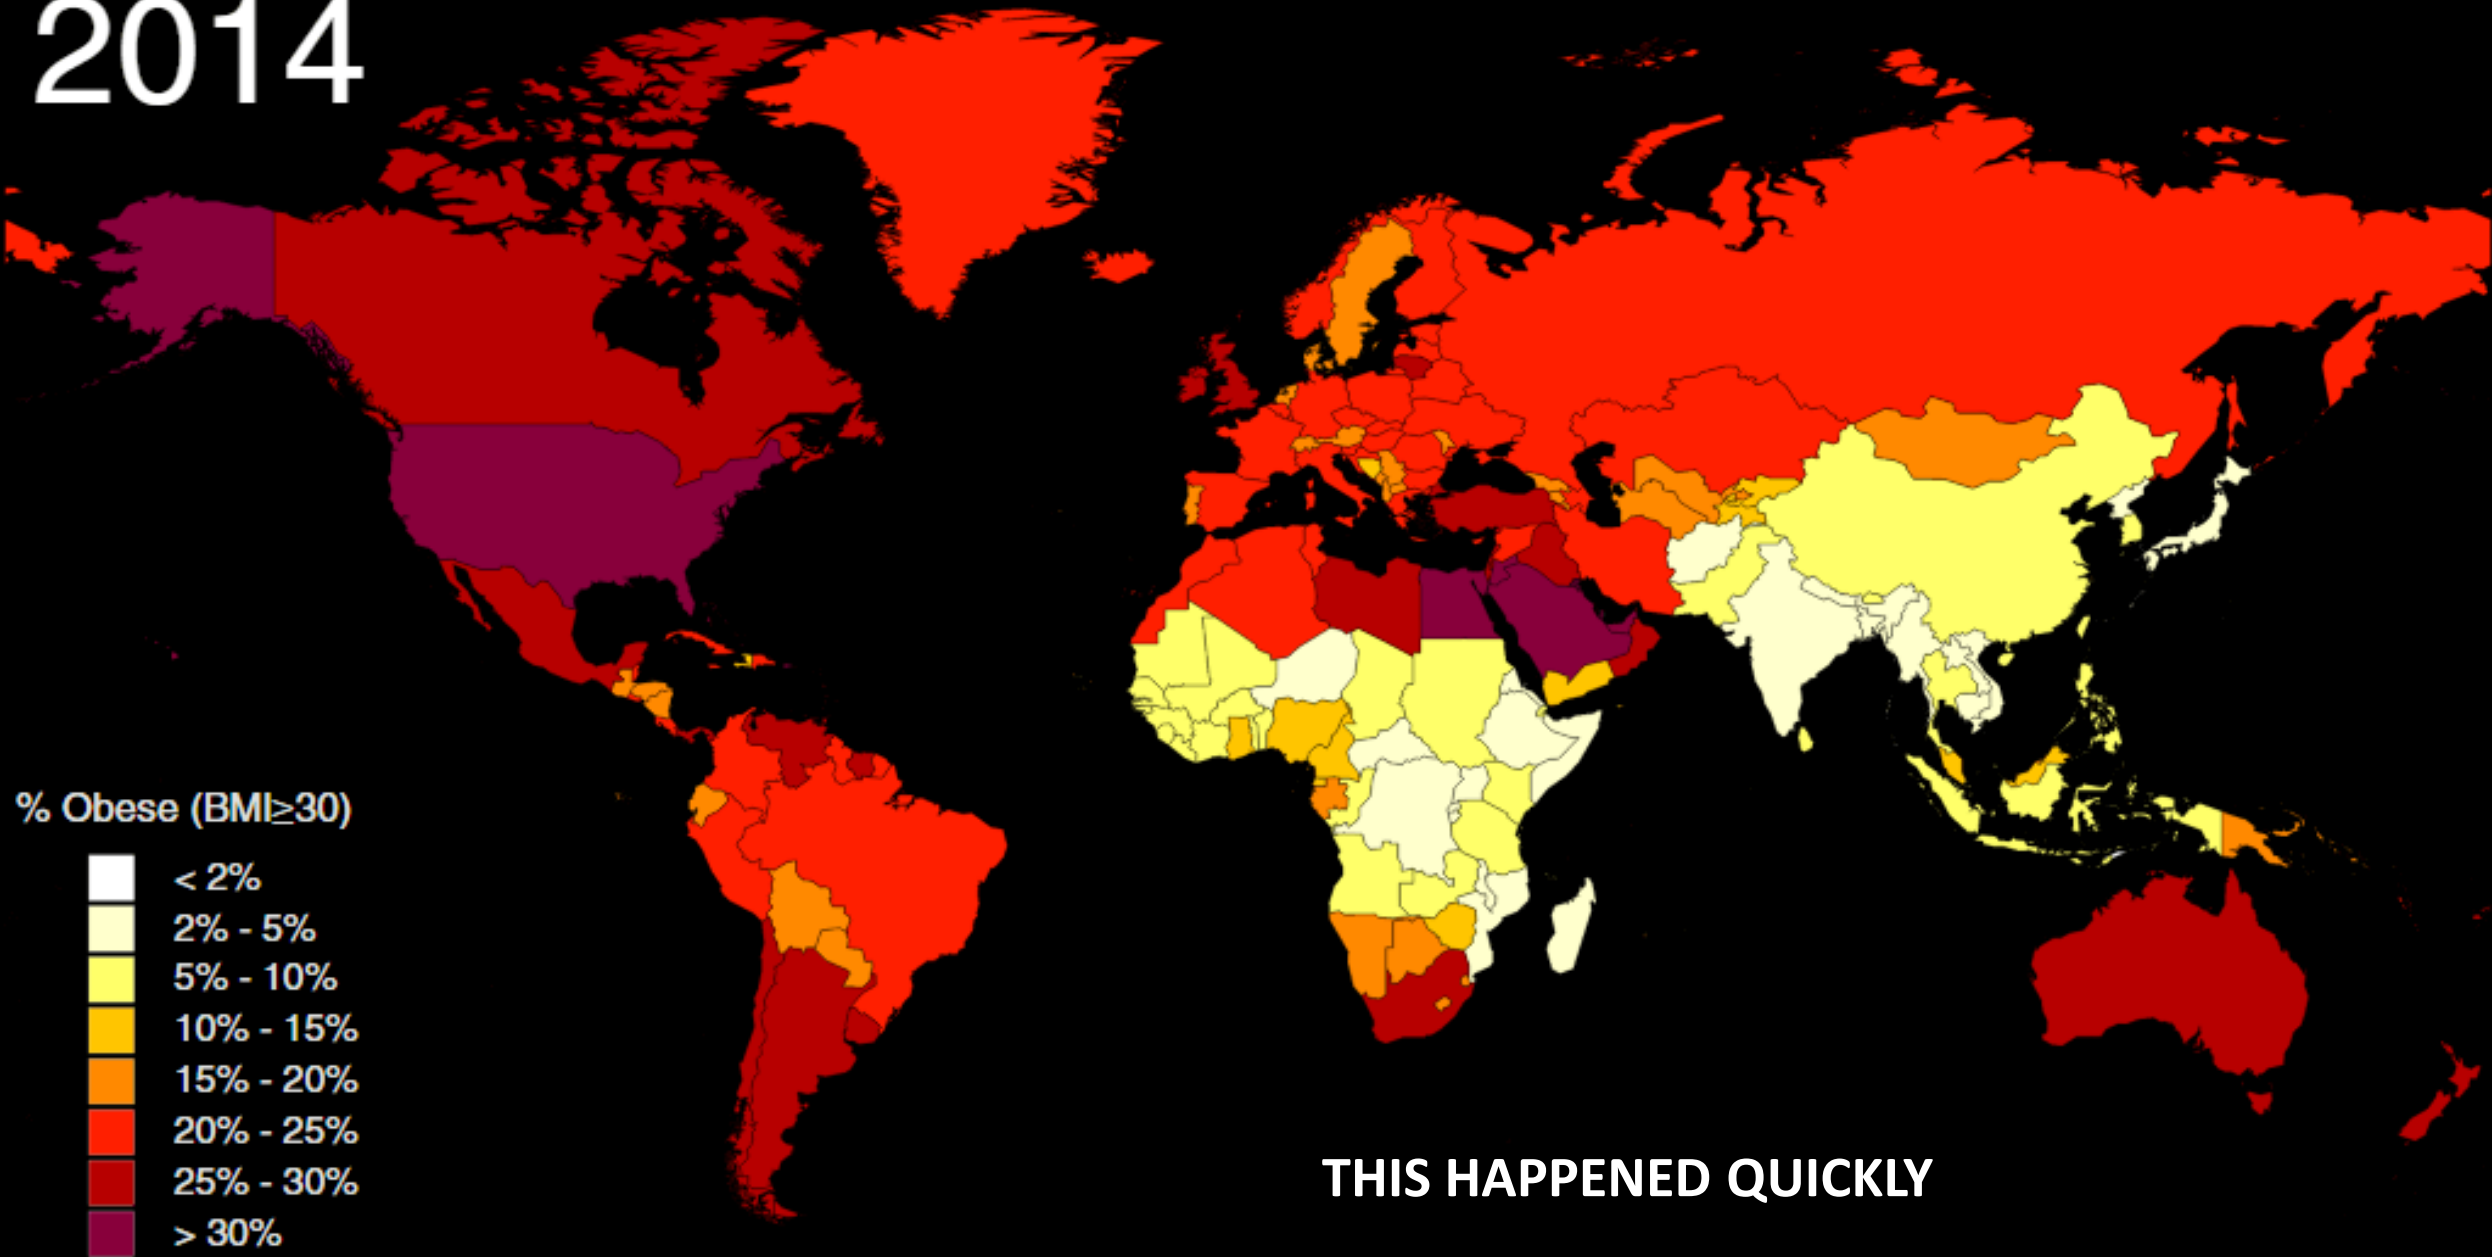 2014
% Obese (BMI≥30)
< 2%
2% - 5%
5% - 10%
10% - 15%
15% - 20%
20% - 25%
25% - 30%
> 30%
THIS HAPPENED QUICKLY